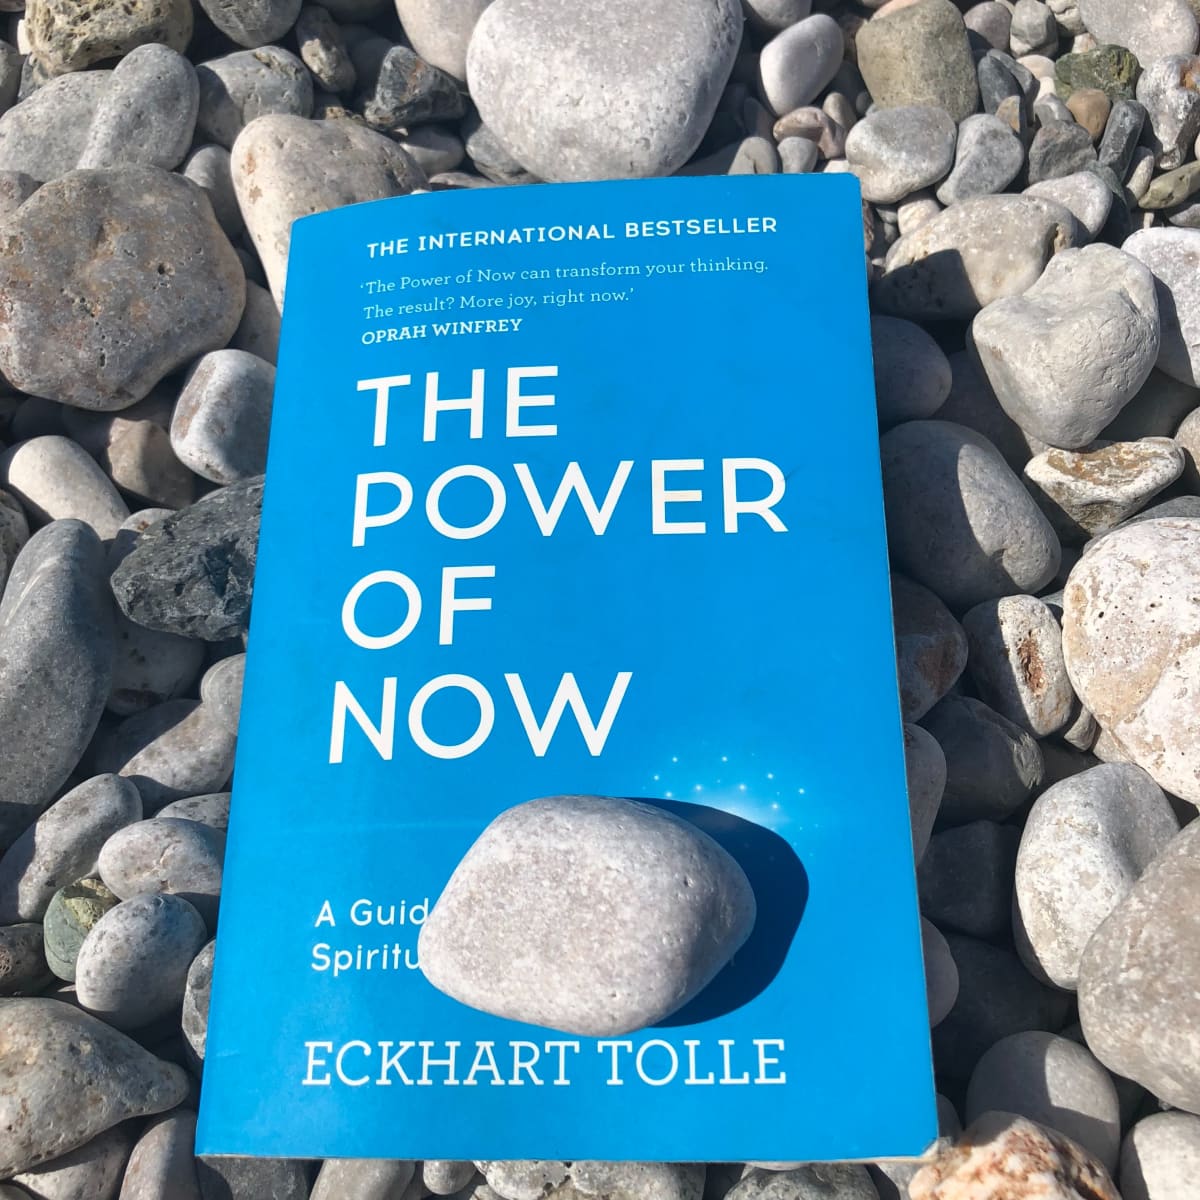 THE INTERNATIONAL BESTSELLER
‘The Power of Now can transform your thinking.
The result? More joy, right now.’
OPRAH WINFREY
THE
POWER
OF
NOW
A Guid
Spiritu
ECKHART TOLLE